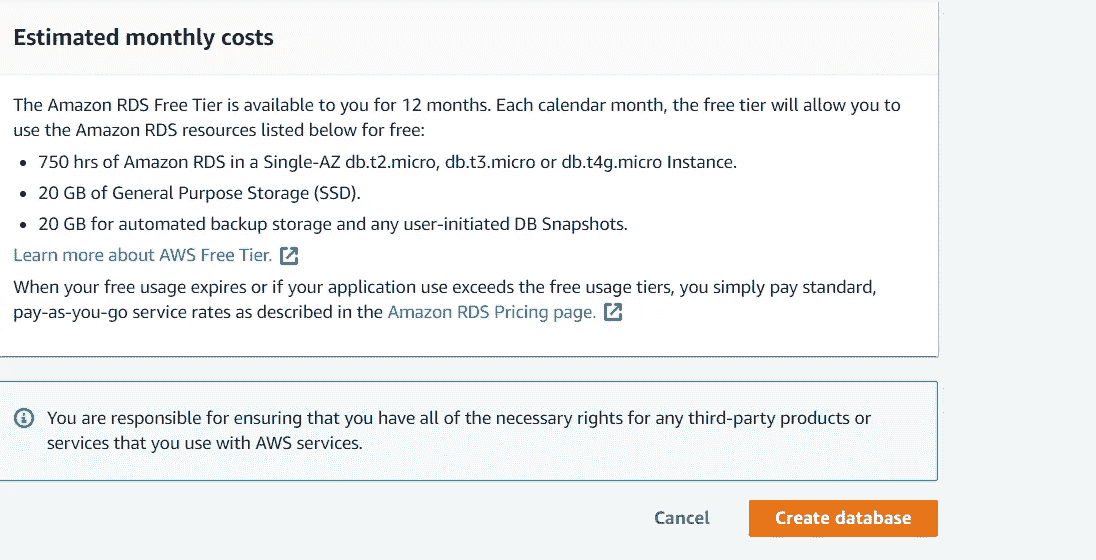 Estimated monthly costs
The Amazon RDS Free Tier is available to you for 12 months. Each calendar month, the free tier will allow you to
use the Amazon RDS resources listed below for free:
• 750 hrs of Amazon RDS in a Single-AZ db.t2.micro, db.t3.micro or db.t4g.micro Instance.
• 20 GB of General Purpose Storage (SSD).
• 20 GB for automated backup storage and any user-initiated DB Snapshots.
Learn more about AWS Free Tier.
When your free usage expires or if your application use exceeds the free usage tiers, you simply pay standard,
pay-as-you-go service rates as described in the Amazon RDS Pricing page.
You are responsible for ensuring that you have all of the necessary rights for any third-party products or
services that you use with AWS services.
Cancel Create database